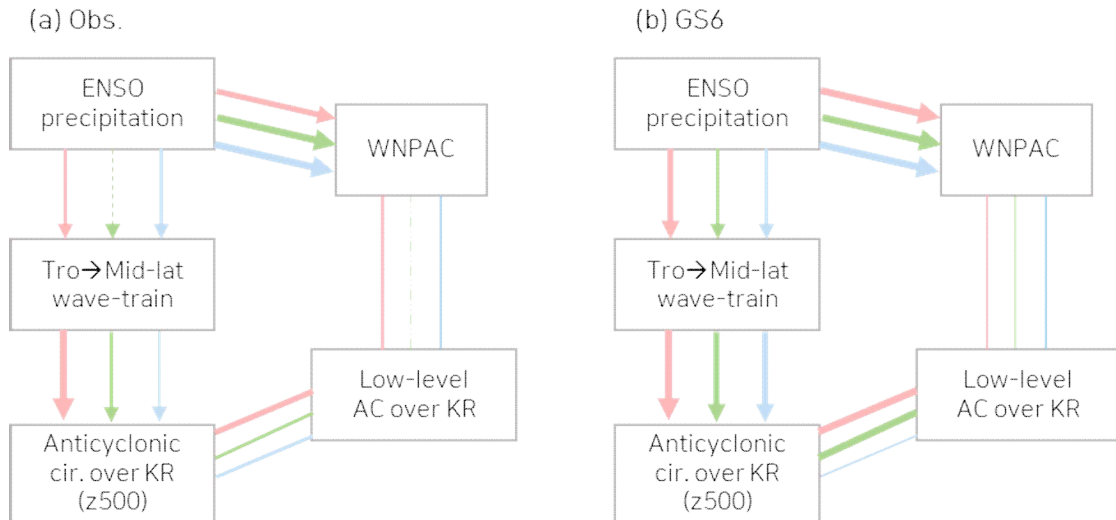 (a) Obs.
ENSO
precipitation
WNPAC
Tro→Mid-lat
wave-train
Low-level
AC over KR
Anticyclonic
cir. over KR
(z500)
(b) GS6
ENSO
precipitation
WNPAC
Tro→Mid-lat
wave-train
Low-level
AC over KR
Anticyclonic
cir. over KR
(z500)